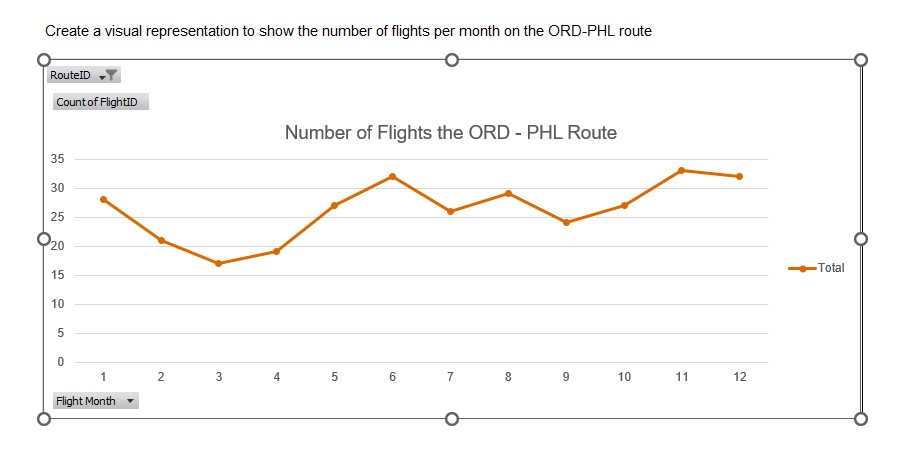 Create a visual representation to show the number of flights per month on the ORD-PHL route
RouteID
Count of FlightID
Number of Flights the ORD - PHL Route
35
30
25
20
15
10
5
0
1 2 3 4 5 6 7 8 9 10 11 12
Total
Flight Month